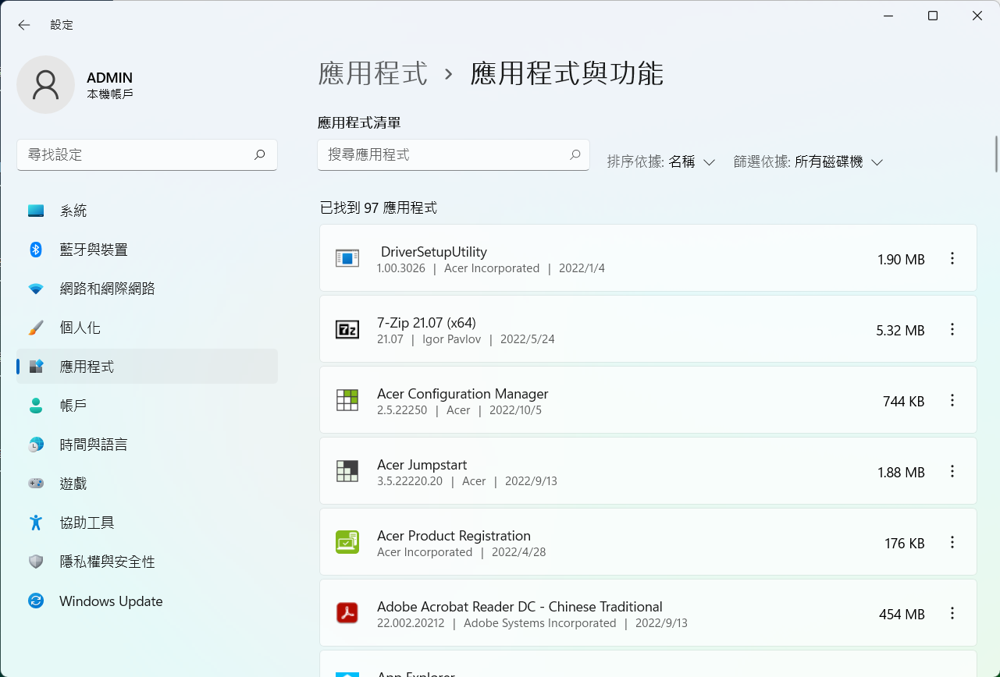 設定
ADMIN
本機帳戶
尋找設定
系統
藍牙與裝置
網路和網際網路
個人化
應用程式
帳戶
時間與語言
遊戲
協助工具
隱私權與安全性
Windows Update
應用程式 › 應用程式與功能
應用程式清單
搜尋應用程式
排序依據: 名稱 篩選依據: 所有磁碟機
已找到 97 應用程式
DriverSetupUtility
1.00.3026 | Acer Incorporated | 2022/1/4
1.90 MB
7-Zip 21.07 (x64)
21.07 | Igor Pavlov | 2022/5/24
5.32 MB
Acer Configuration Manager
2.5.22250 | Acer | 2022/10/5
744 KB
Acer Jumpstart
3.5.22220.20 | Acer | 2022/9/13
1.88 MB
Acer Product Registration
Acer Incorporated | 2022/4/28
176 KB
Adobe Acrobat Reader DC - Chinese Traditional
22.002.20212 | Adobe Systems Incorporated | 2022/9/13
454 MB
App Explorer